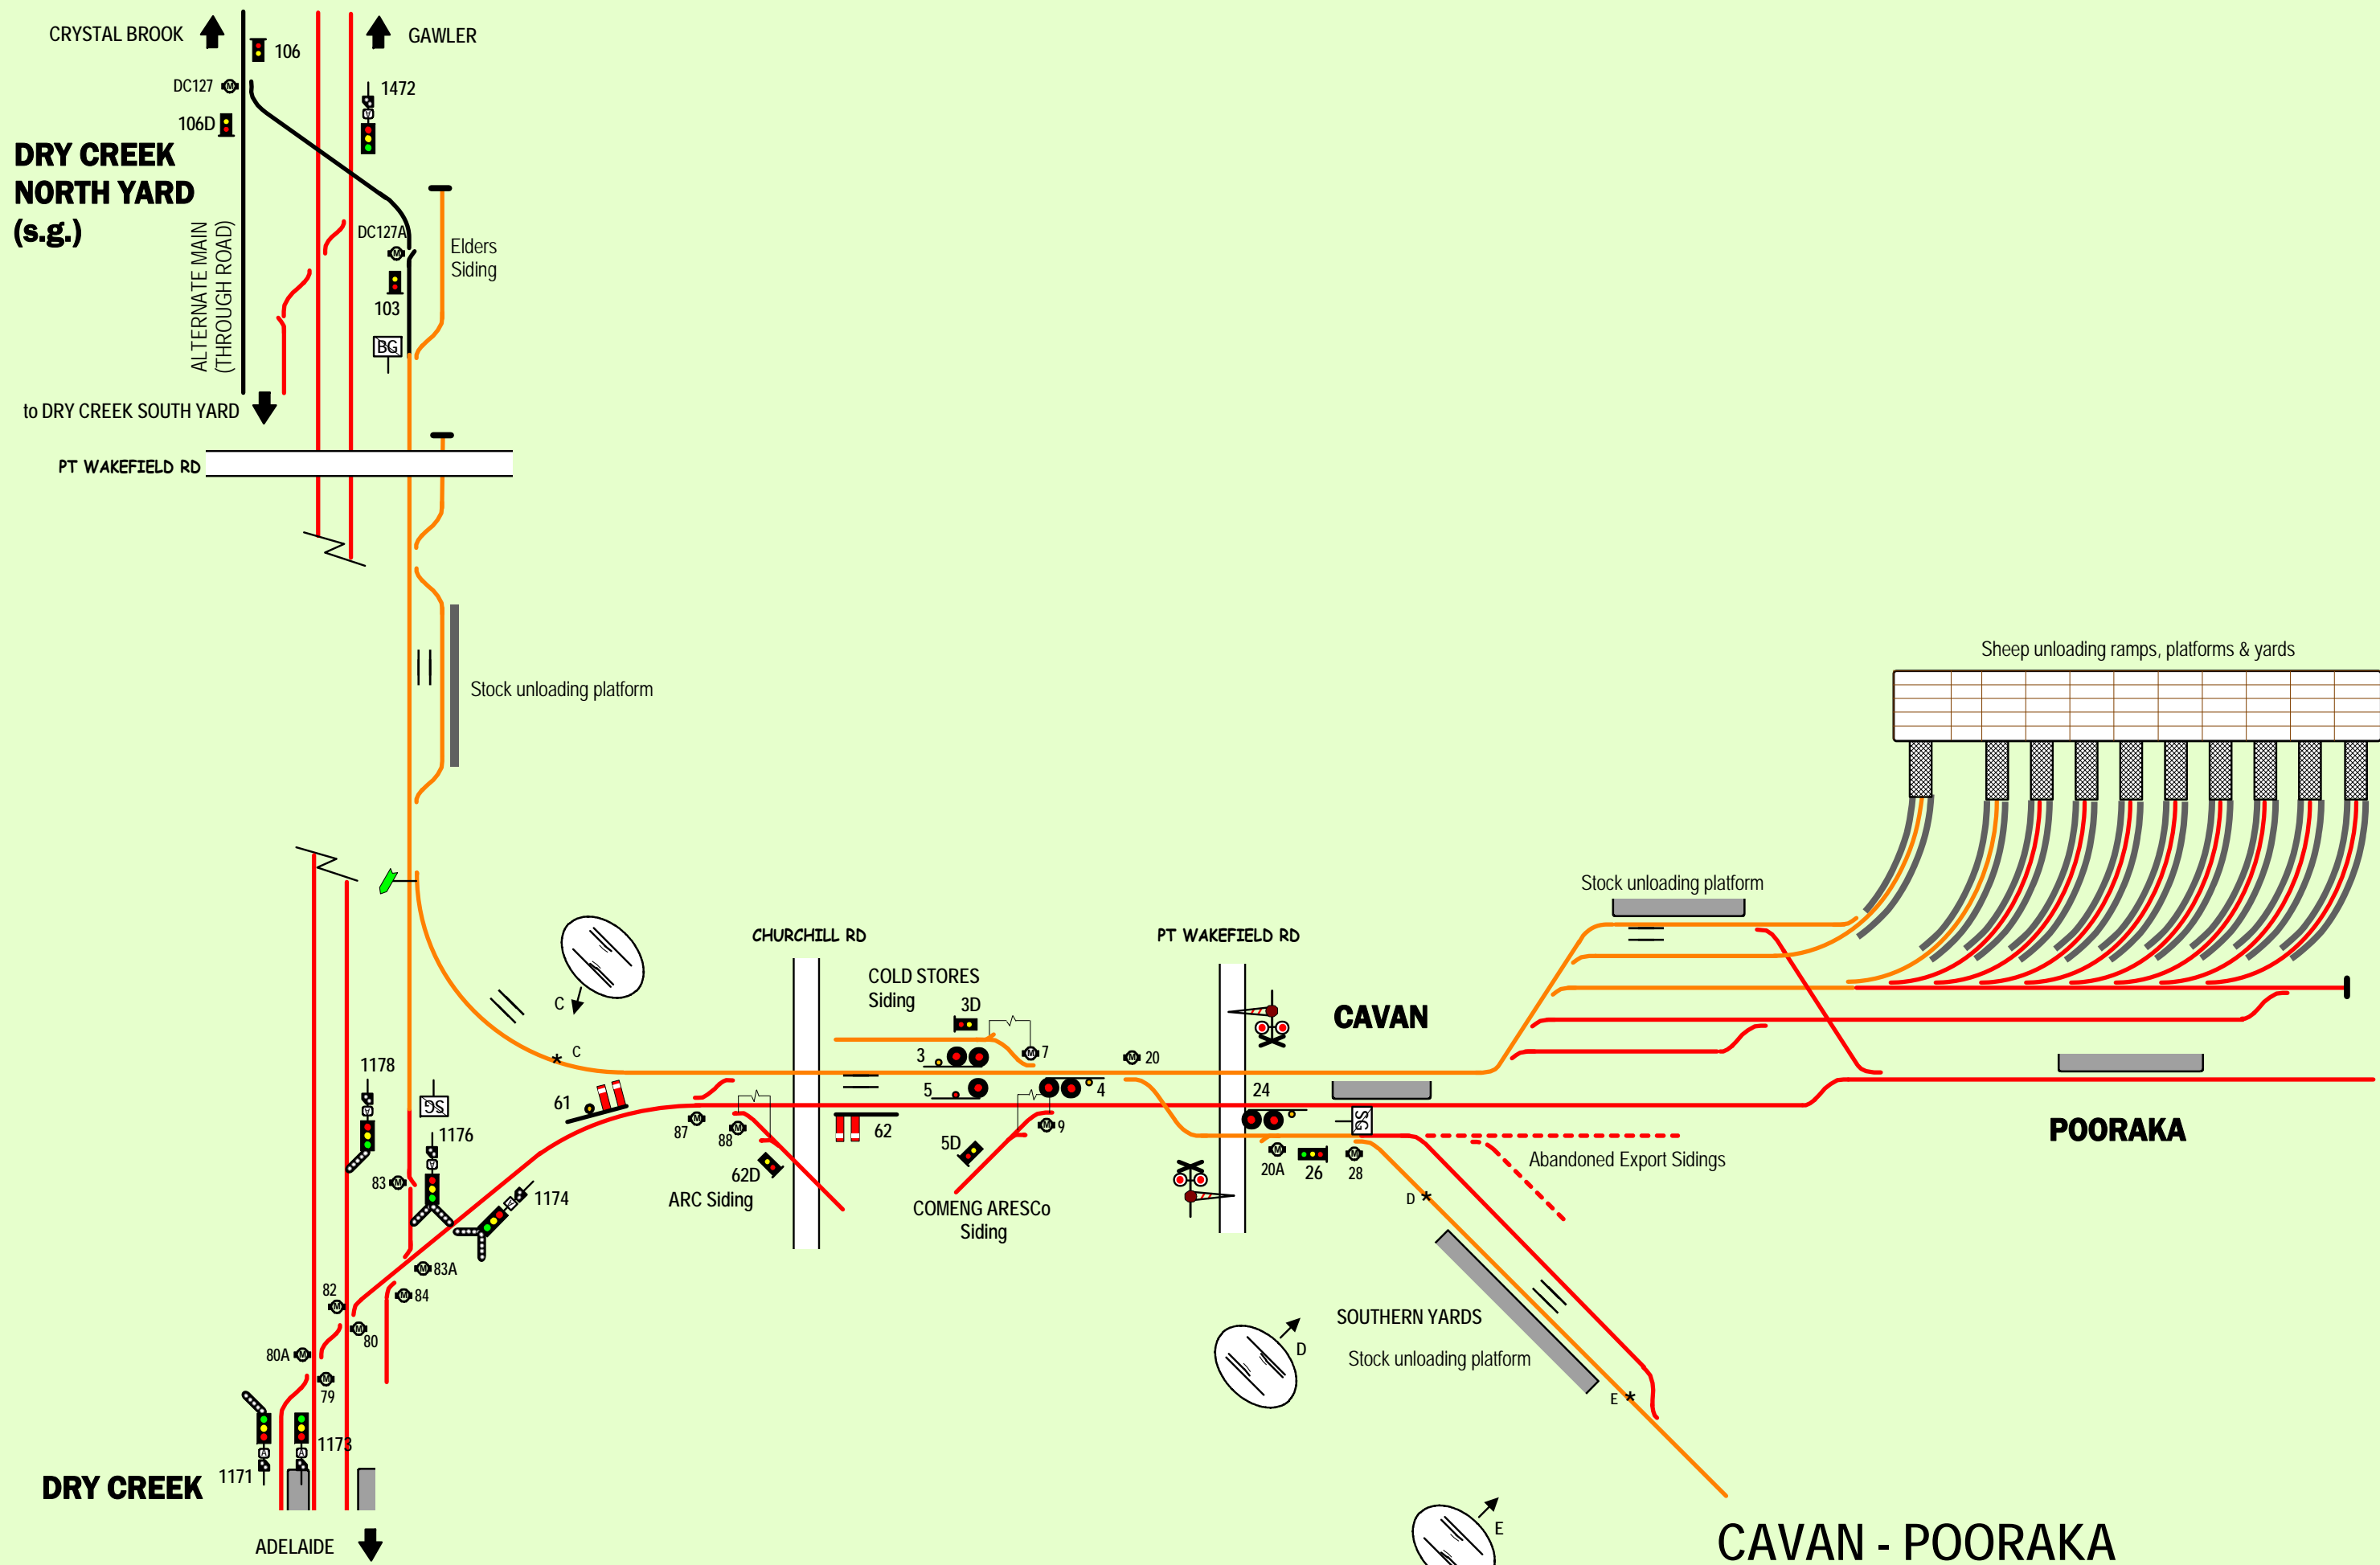 CRYSTAL BROOK
GAWLER
106
1472
DC127
106D
DRY CREEK
NORTH YARD
(s.g.)
ALTERNATE MAIN
(THROUGH ROAD)
DC127A
Elders
Siding
103
BG
to DRY CREEK SOUTH YARD
PT WAKEFIELD RD
Stock unloading platform
Sheep unloading ramps, platforms & yards
Stock unloading platform
CHURCHILL RD
PT WAKEFIELD RD
COLD STORES
Siding
3D
C
C
CAVAN
3
7
20
1178
5
4
24
61
SG
SG
1176
87
88
62
9
POORAKA
5D
20A
26
28
Abandoned Export Sidings
83
62D
1174
ARC Siding
COMENG ARESCo
Siding
D
83A
82
84
80
SOUTHERN YARDS
80A
D
Stock unloading platform
79
E
1173
1171
DRY CREEK
E
ADELAIDE
CAVAN - POORAKA